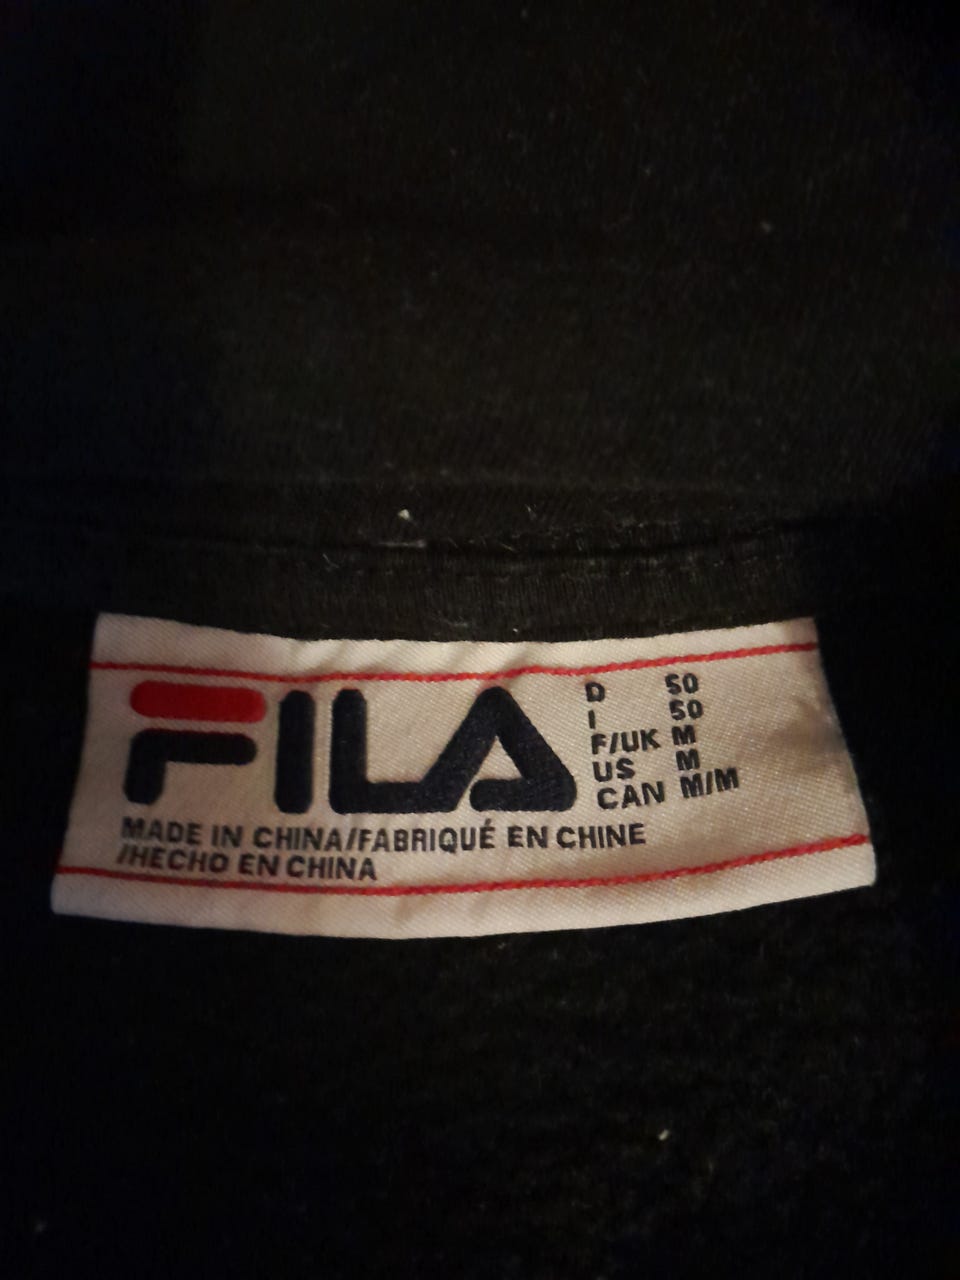 FILA
D 50
I 50
F/UK M
US M
CAN M/M
MADE IN CHINA/FABRIQUÉ EN CHINE
/HECHO EN CHINA